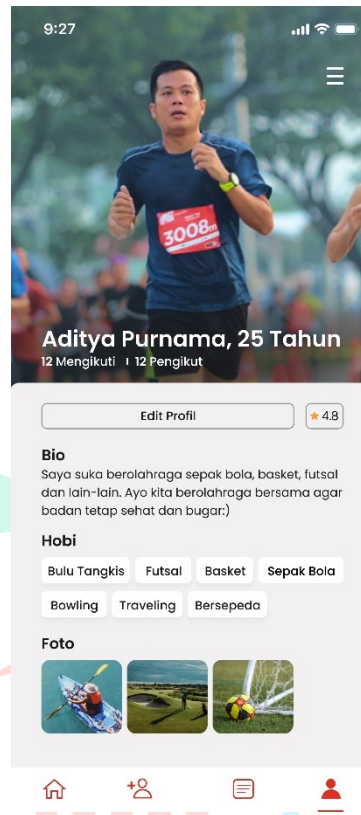 9:27
3008m
Aditya Purnama, 25 Tahun
12 Mengikuti ı 12 Pengikut
Edit Profil
4.8
Bio
Saya suka berolahraga sepak bola, basket, futsal
dan lain-lain. Ayo kita berolahraga bersama agar
badan tetap sehat dan bugar:)
Hobi
Bulu Tangkis Futsal Basket Sepak Bola
Bowling Traveling Bersepeda
Foto